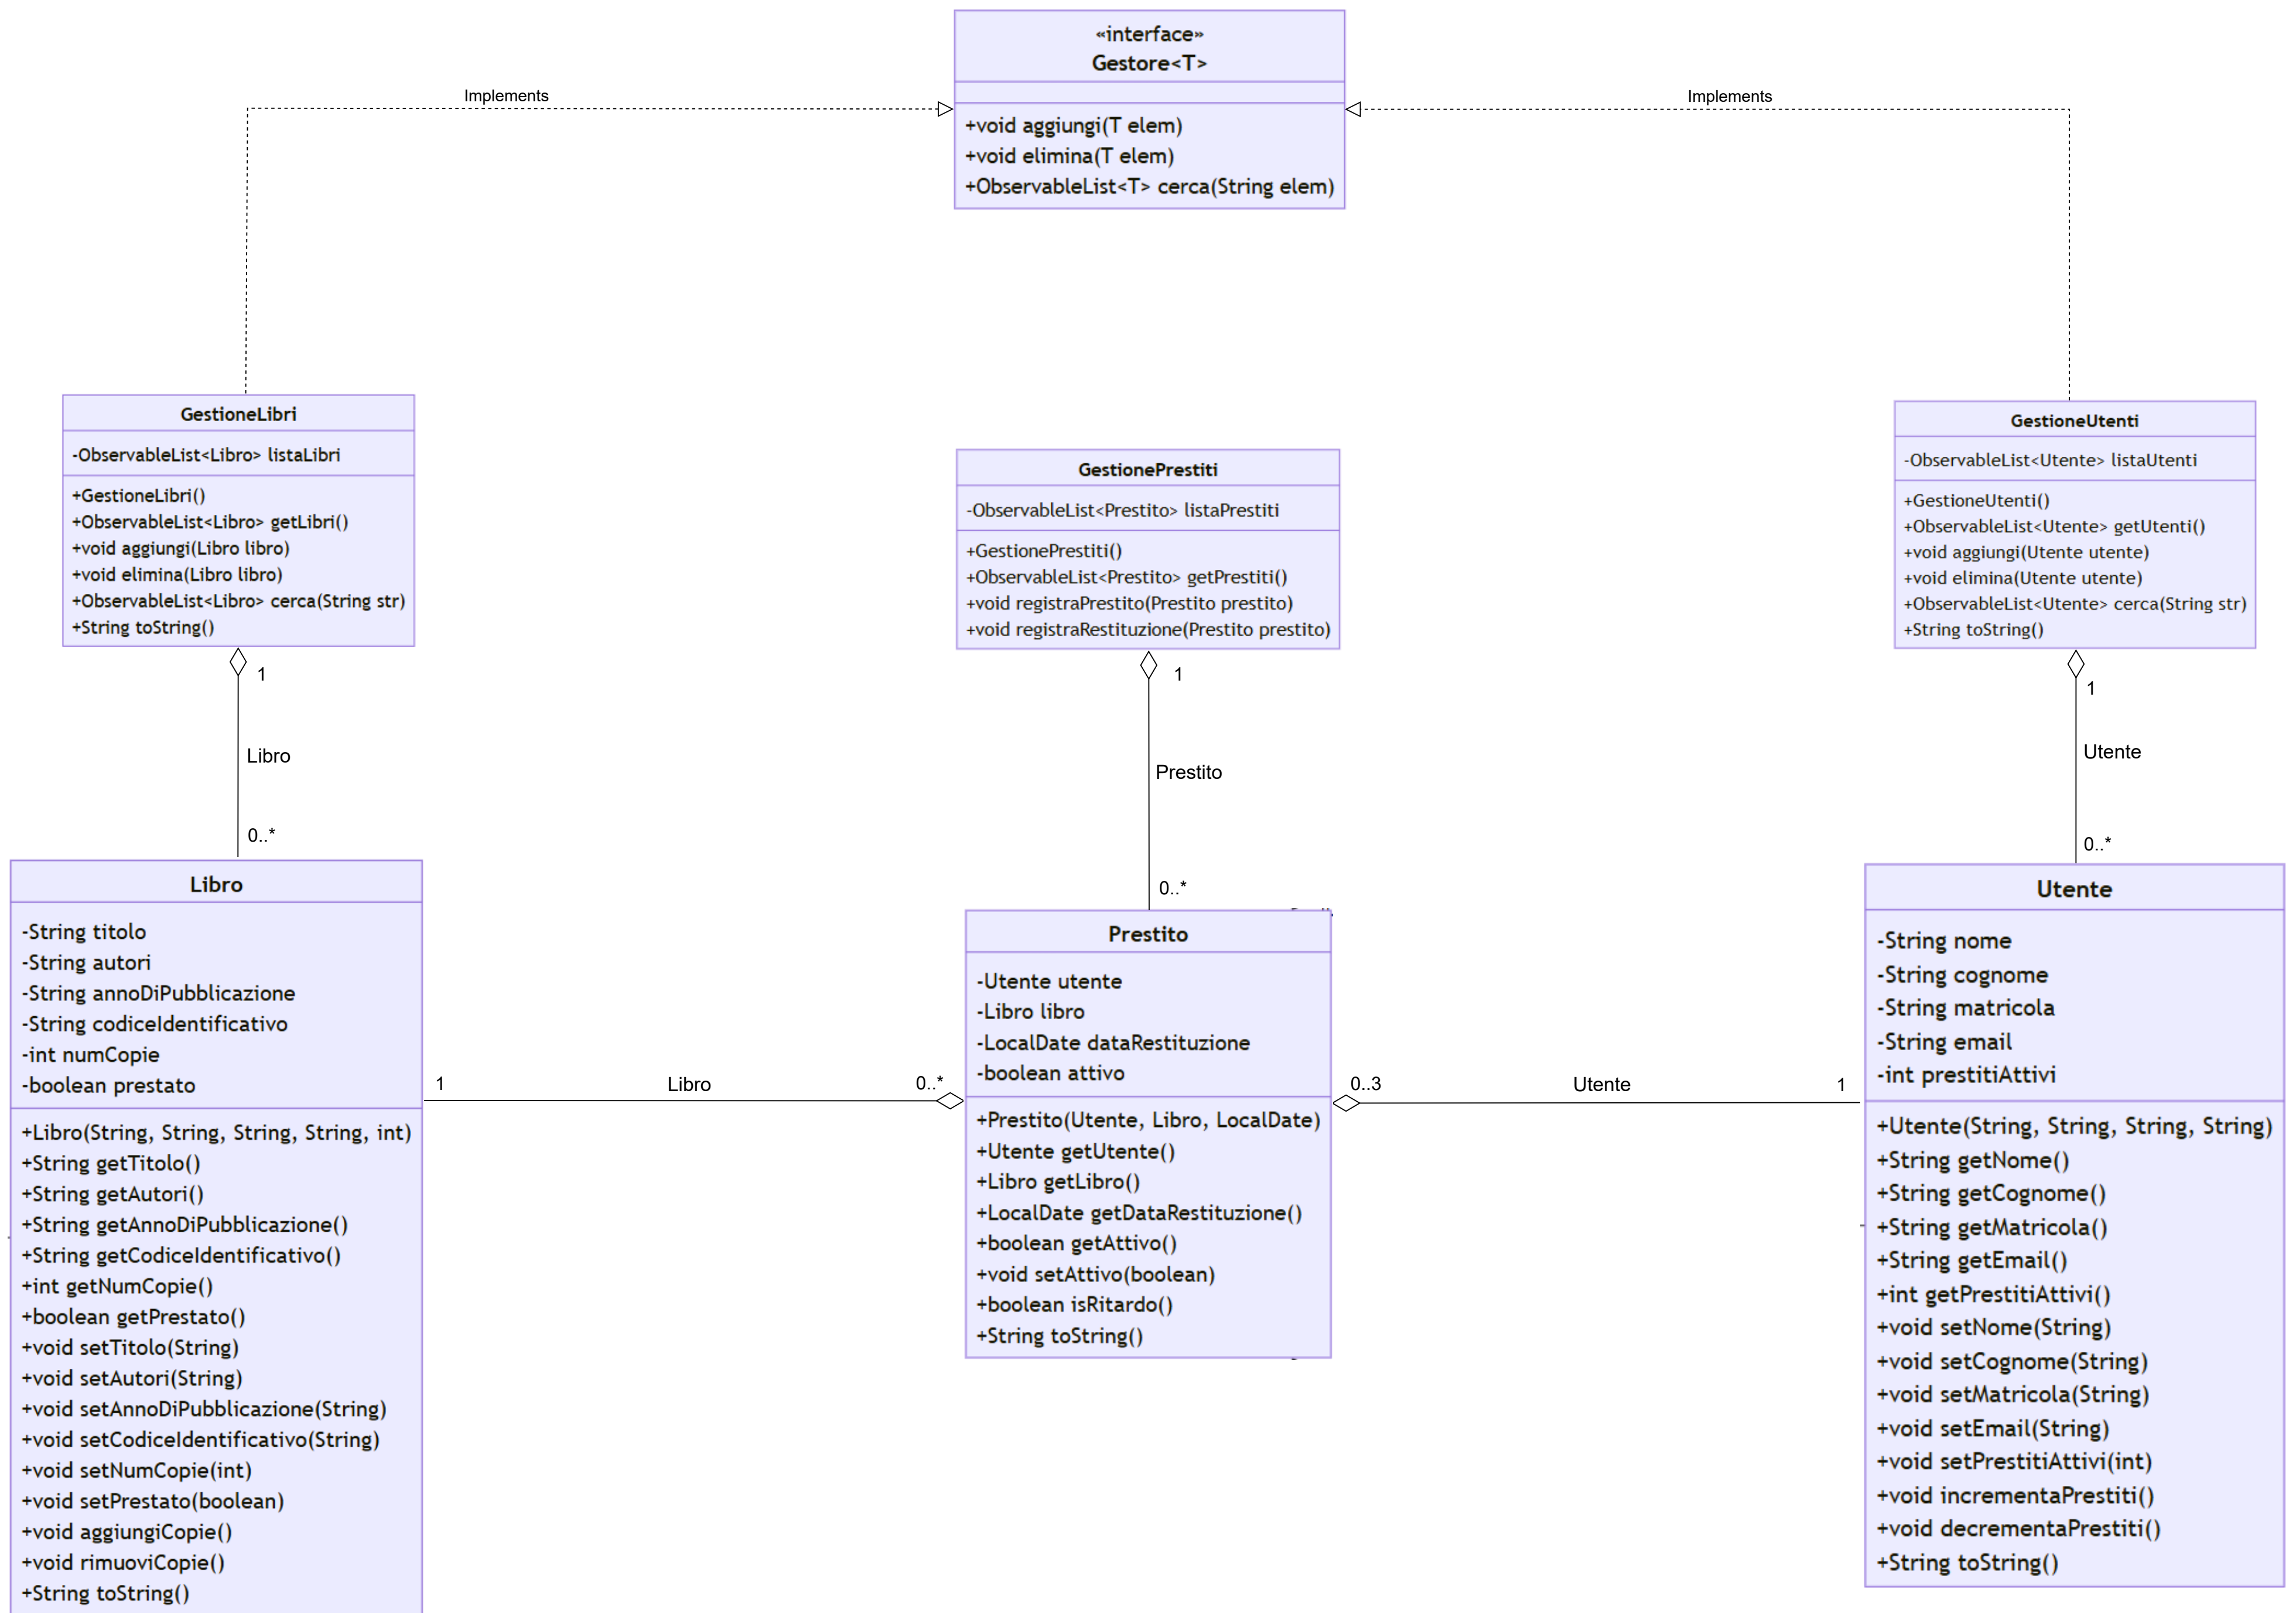 «interface»
Gestore<T>
+void aggiungi(T elem)
+void elimina(T elem)
+ObservableList<T> cerca(String elem)
Implements
Implements
GestioneLibri
-ObservableList<Libro> listaLibri
+GestioneLibri()
+ObservableList<Libro> getLibri()
+void aggiungi(Libro libro)
+void elimina(Libro libro)
+ObservableList<Libro> cerca(String str)
+String toString()
GestionePrestiti
-ObservableList<Prestito> listaPrestiti
+GestionePrestiti()
+ObservableList<Prestito> getPrestiti()
+void registraPrestito(Prestito prestito)
+void registraRestituzione(Prestito prestito)
GestioneUtenti
-ObservableList<Utente> listaUtenti
+GestioneUtenti()
+ObservableList<Utente> getUtenti()
+void aggiungi(Utente utente)
+void elimina(Utente utente)
+ObservableList<Utente> cerca(String str)
+String toString()
1
Libro
0..*
1
Prestito
0..*
1
Utente
0..*
Libro
-String titolo
-String autori
-String annoDiPubblicazione
-String codiceIdentificativo
-int numCopie
-boolean prestato
+Libro(String, String, String, String, int)
+String getTitolo()
+String getAutori()
+String getAnnoDiPubblicazione()
+String getCodiceIdentificativo()
+int getNumCopie()
+boolean getPrestato()
+void setTitolo(String)
+void setAutori(String)
+void setAnnoDiPubblicazione(String)
+void setCodiceIdentificativo(String)
+void setNumCopie(int)
+void setPrestato(boolean)
+void aggiungiCopie()
+void rimuoviCopie()
+String toString()
1
Libro
0..*
Prestito
-Utente utente
-Libro libro
-LocalDate dataRestituzione
-boolean attivo
+Prestito(Utente, Libro, LocalDate)
+Utente getUtente()
+Libro getLibro()
+LocalDate getDataRestituzione()
+boolean getAttivo()
+void setAttivo(boolean)
+boolean isRitardo()
+String toString()
0..3
Utente
1
Utente
-String nome
-String cognome
-String matricola
-String email
-int prestitiAttivi
+Utente(String, String, String, String)
+String getNome()
+String getCognome()
+String getMatricola()
+String getEmail()
+int getPrestitiAttivi()
+void setNome(String)
+void setCognome(String)
+void setMatricola(String)
+void setEmail(String)
+void setPrestitiAttivi(int)
+void incrementaPrestiti()
+void decrementaPrestiti()
+String toString()